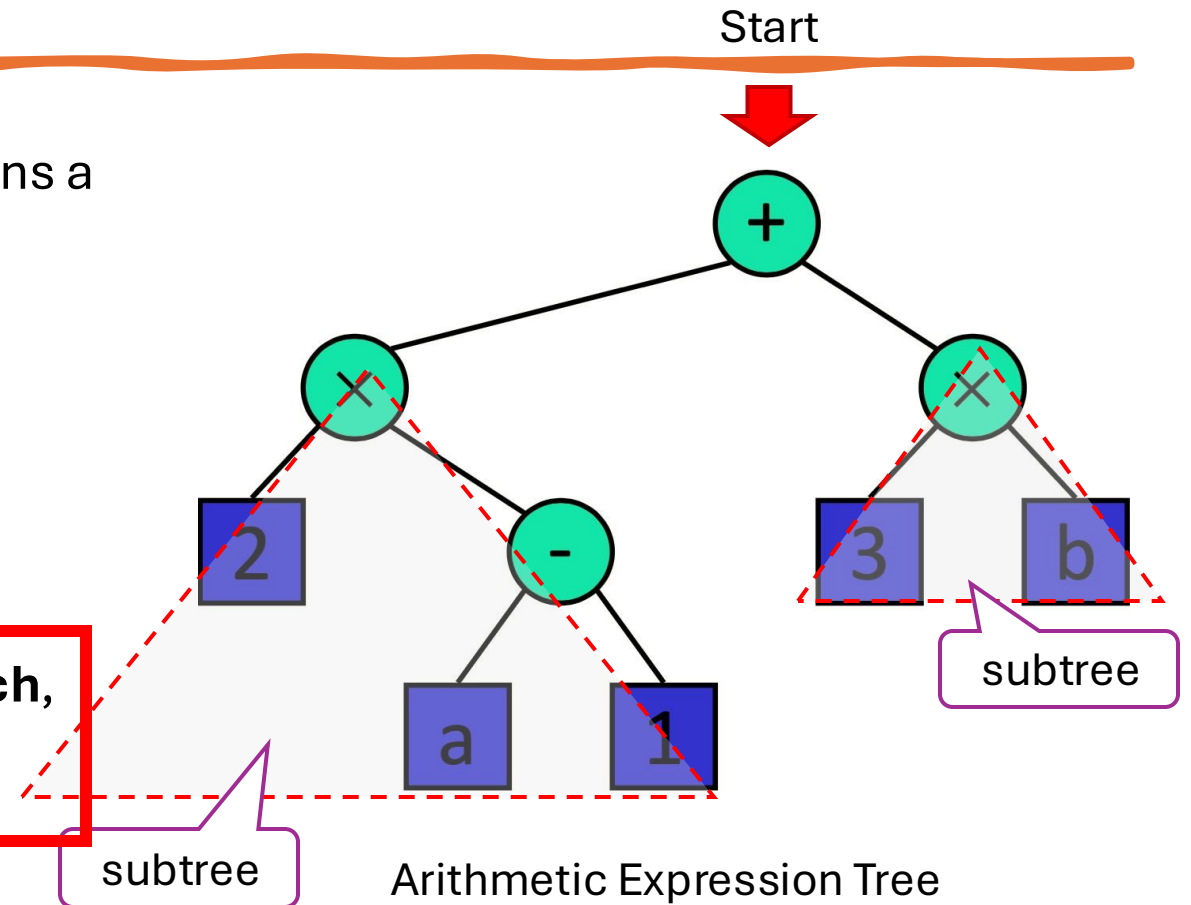 Start
ns a
+
×
×
2
-
3
b
ch,
subtree
a
1
subtree
Arithmetic Expression Tree